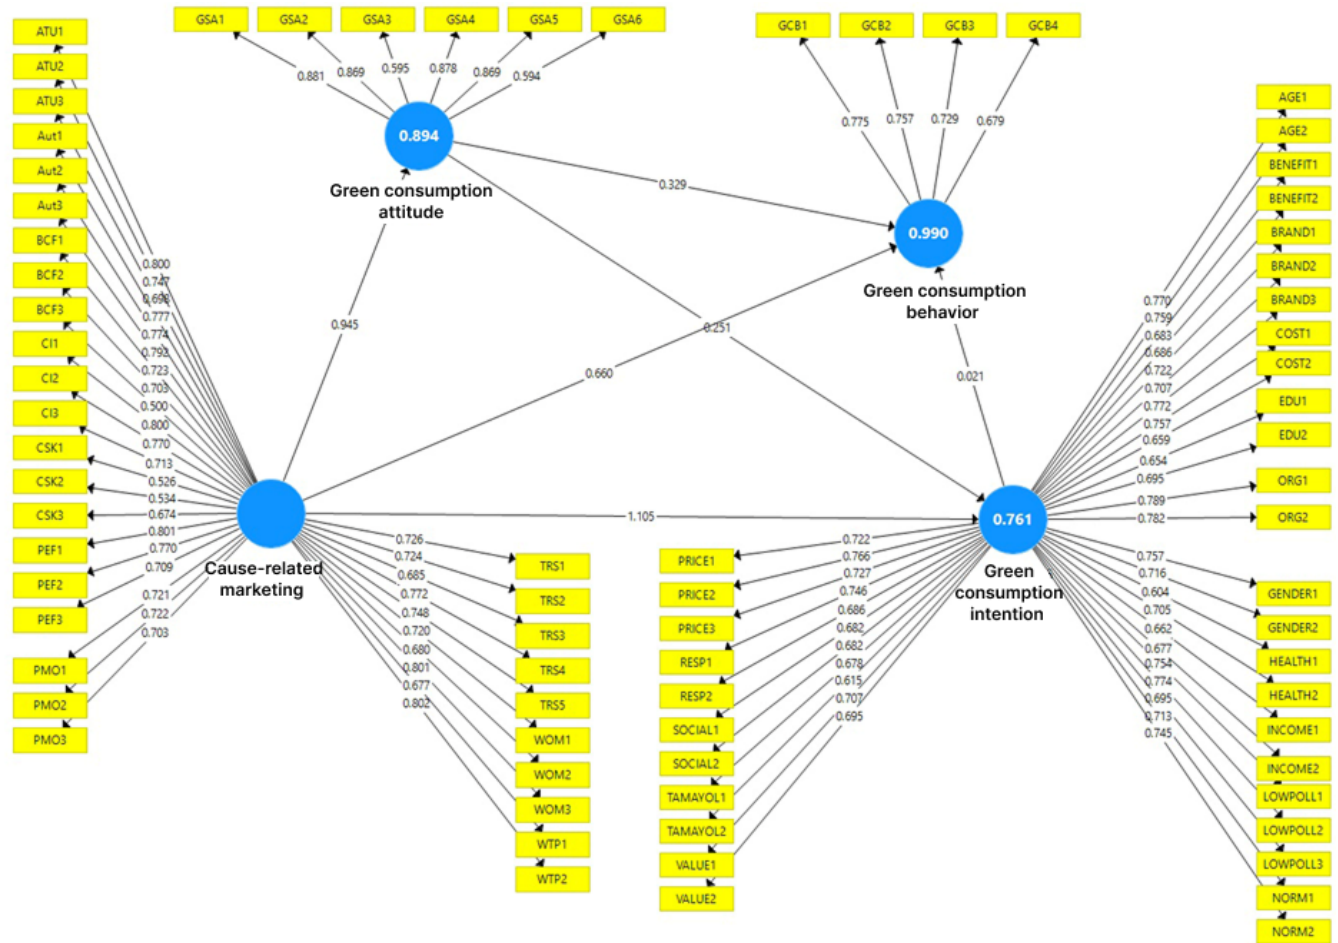 GSA1 GSA2 GSA3 GSA4 GSA5 GSA6
0.881 0.869 0.595 0.878 0.869 0.594
0.894
Green consumption
attitude
GCB1 GCB2 GCB3 GCB4
0.775 0.757 0.729 0.679
0.990
Green consumption
behavior
0.329
0.945
0.251
0.660
0.021
1.105
ATU1
ATU2
ATU3
Aut1
Aut2
Aut3
BCF1
BCF2
BCF3
CI1
CI2
CI3
CSK1
CSK2
CSK3
PEF1
PEF2
PEF3
PMO1
PMO2
PMO3
0.800
0.747
0.698
0.777
0.774
0.792
0.723
0.703
0.500
0.800
0.770
0.713
0.526
0.534
0.674
0.801
0.770
0.709
0.721
0.722
0.703
Cause-related
marketing
0.726
0.724
0.685
0.772
0.748
0.720
0.680
0.801
0.677
0.802
TRS1
TRS2
TRS3
TRS4
TRS5
WOM1
WOM2
WOM3
WTP1
WTP2
0.761
Green
consumption
intention
PRICE1
PRICE2
PRICE3
RESP1
RESP2
SOCIAL1
SOCIAL2
TAMAYOL1
TAMAYOL2
VALUE1
VALUE2
0.722
0.766
0.727
0.746
0.686
0.682
0.682
0.678
0.615
0.707
0.695
AGE1
AGE2
BENEFIT1
BENEFIT2
BRAND1
BRAND2
BRAND3
COST1
COST2
EDU1
EDU2
ORG1
ORG2
0.770
0.759
0.683
0.686
0.722
0.707
0.772
0.757
0.659
0.654
0.695
0.789
0.782
0.757
0.716
0.604
0.705
0.662
0.677
0.754
0.774
0.695
0.713
0.745
GENDER1
GENDER2
HEALTH1
HEALTH2
INCOME1
INCOME2
LOWPOLL1
LOWPOLL2
LOWPOLL3
NORM1
NORM2